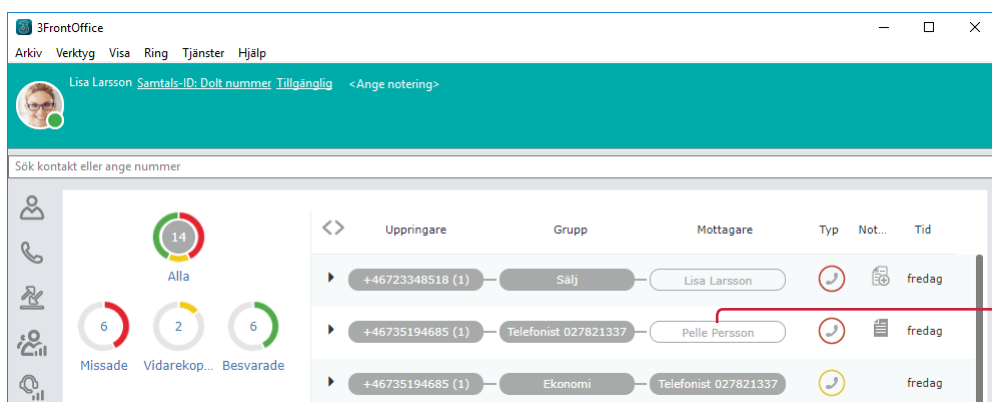 3FrontOffice
Arkiv Verktyg Visa Ring Tjänster Hjälp
Lisa Larsson Samtals-ID: Dolt nummer Tillgänglig <Ange notering>
Sök kontakt eller ange nummer
14
Alla
6 2 6
Missade Vidarekop... Besvarade
<> Uppringare Grupp Mottagare Typ Not... Tid
+46723348518 (1) Sälj Lisa Larsson fredag
+46735194685 (1) Telefonist 027821337 Pelle Persson fredag
+46735194685 (1) Ekonomi Telefonist 027821337 fredag